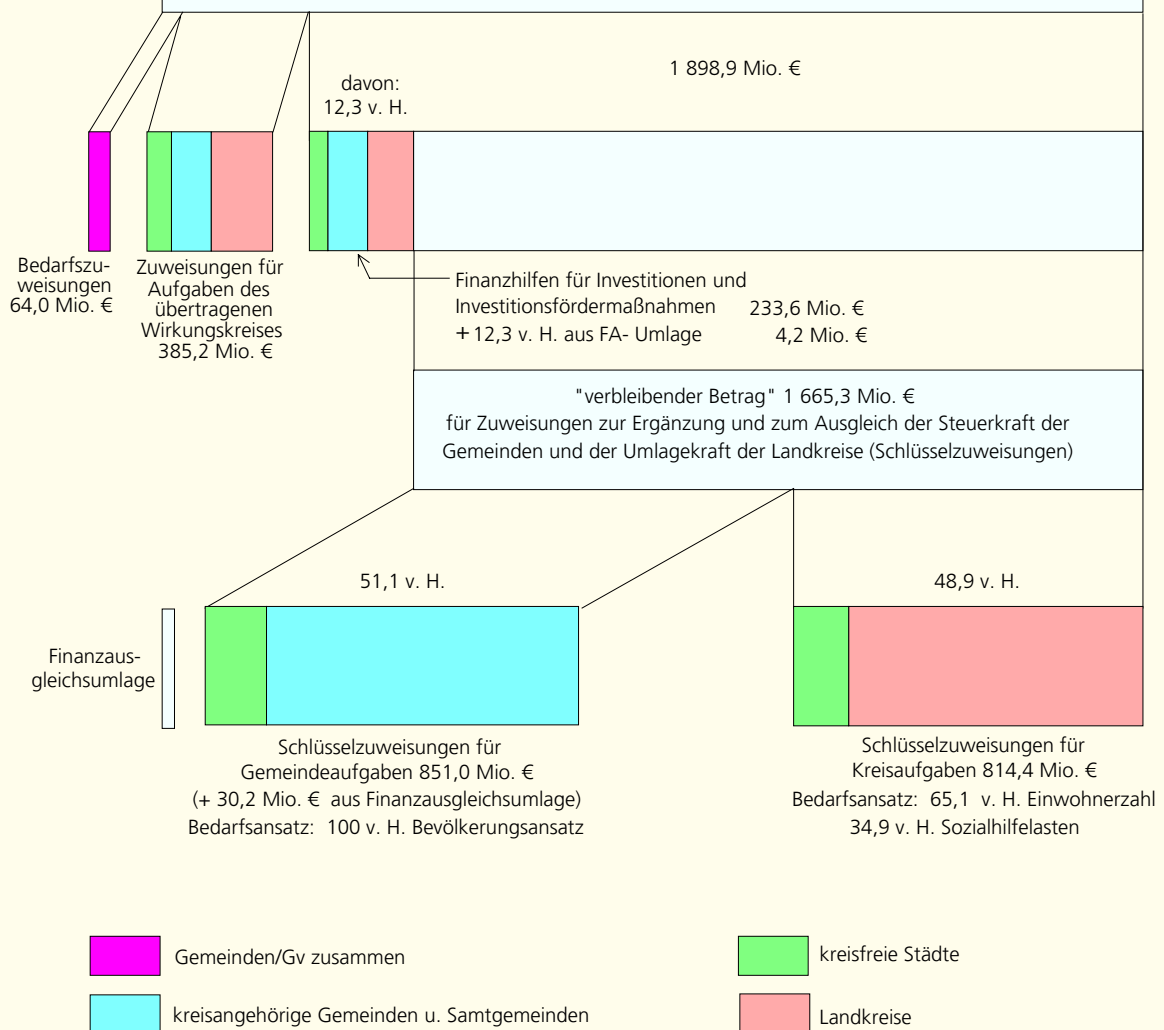 1 898,9 Mio. €
davon:
12,3 v. H.
Bedarfszu-
weisungen
64,0 Mio. €
Zuweisungen für
Aufgaben des
übertragenen
Wirkungskreises
385,2 Mio. €
Finanzhilfen für Investitionen und
Investitionsfördermaßnahmen 233,6 Mio. €
+ 12,3 v. H. aus FA- Umlage 4,2 Mio. €
"verbleibender Betrag" 1 665,3 Mio. €
für Zuweisungen zur Ergänzung und zum Ausgleich der Steuerkraft der
Gemeinden und der Umlagekraft der Landkreise (Schlüsselzuweisungen)
51,1 v. H.
48,9 v. H.
Finanzaus-
gleichsumlage
Schlüsselzuweisungen für
Gemeindeaufgaben 851,0 Mio. €
(+ 30,2 Mio. € aus Finanzausgleichsumlage)
Bedarfsansatz: 100 v. H. Bevölkerungsansatz
Schlüsselzuweisungen für
Kreisaufgaben 814,4 Mio. €
Bedarfsansatz: 65,1 v. H. Einwohnerzahl
34,9 v. H. Sozialhilfelasten
Gemeinden/Gv zusammen
kreisfreie Städte
kreisangehörige Gemeinden u. Samtgemeinden
Landkreise